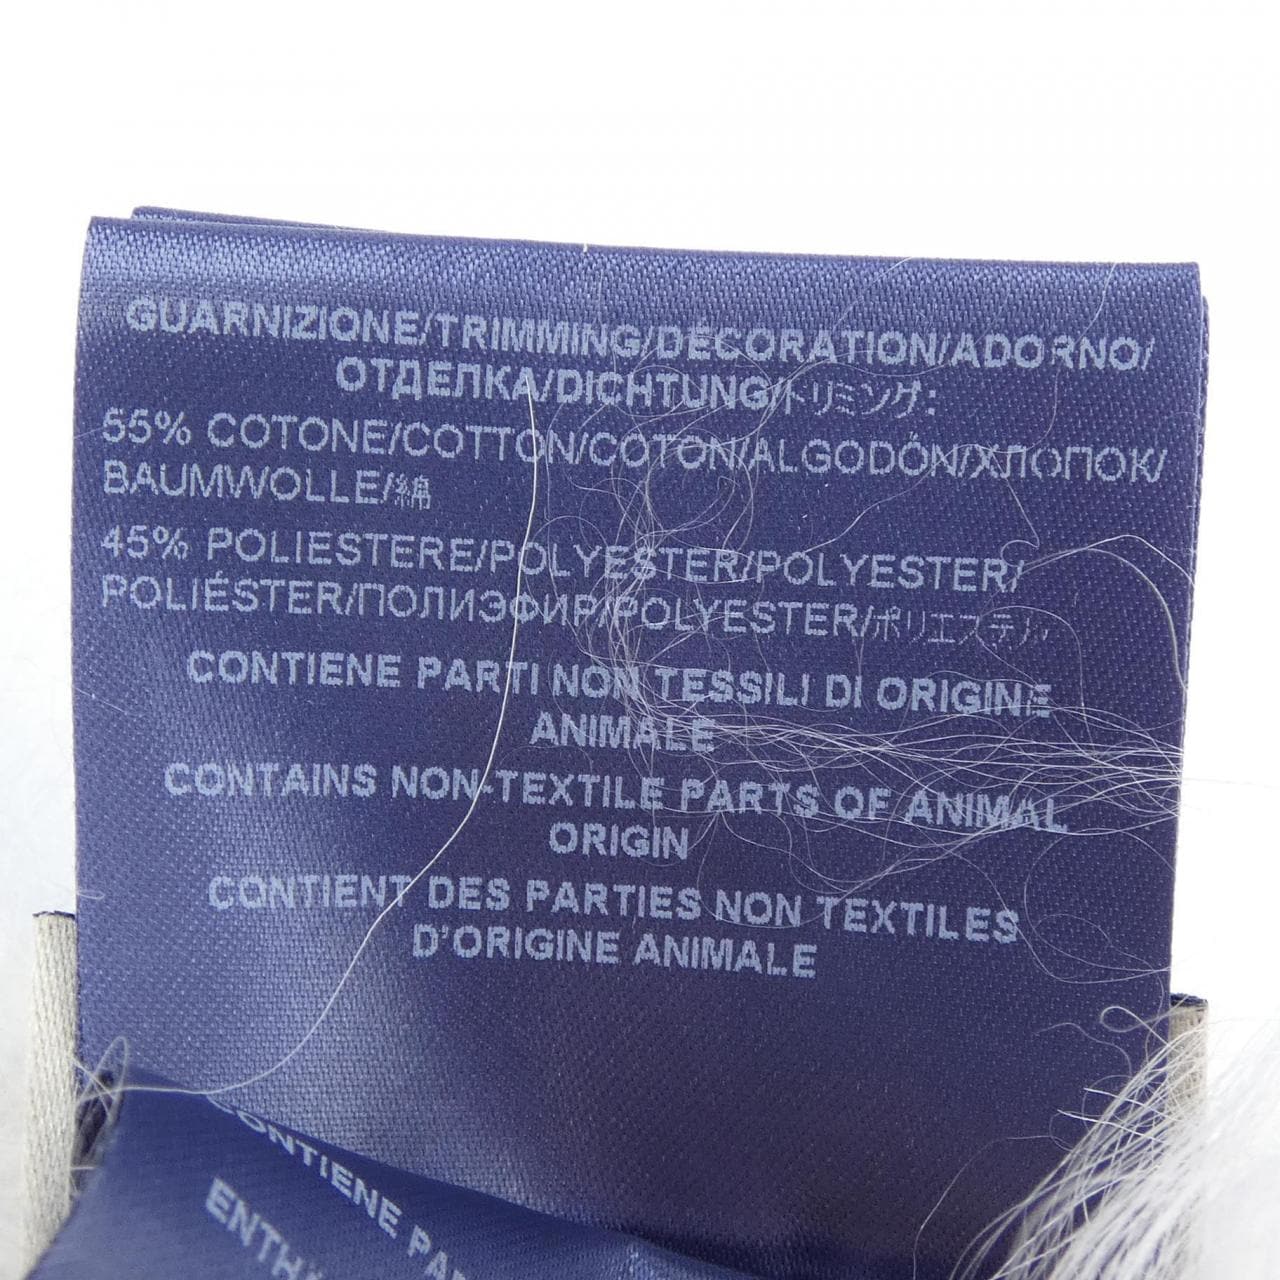 GUARNIZIONE/TRIMMING/DÉCORATION/ADORNO/
ОТДЕЛКА/DICHTUNG/トリミング:
55% COTONE/COTTON/COTON/ALGODÓN/ХЛОПОК/
BAUMWOLLE/綿
45% POLIESTERE/POLYESTER/POLYESTER/
POLIÉSTER/ПОЛИЭФИР/POLYESTER/ポリエステル
CONTIENE PARTI NON TESSILI DI ORIGINE
ANIMALE
CONTAINS NON-TEXTILE PARTS OF ANIMAL
ORIGIN
CONTIENT DES PARTIES NON TEXTILES
D'ORIGINE ANIMALE
CONTIENE